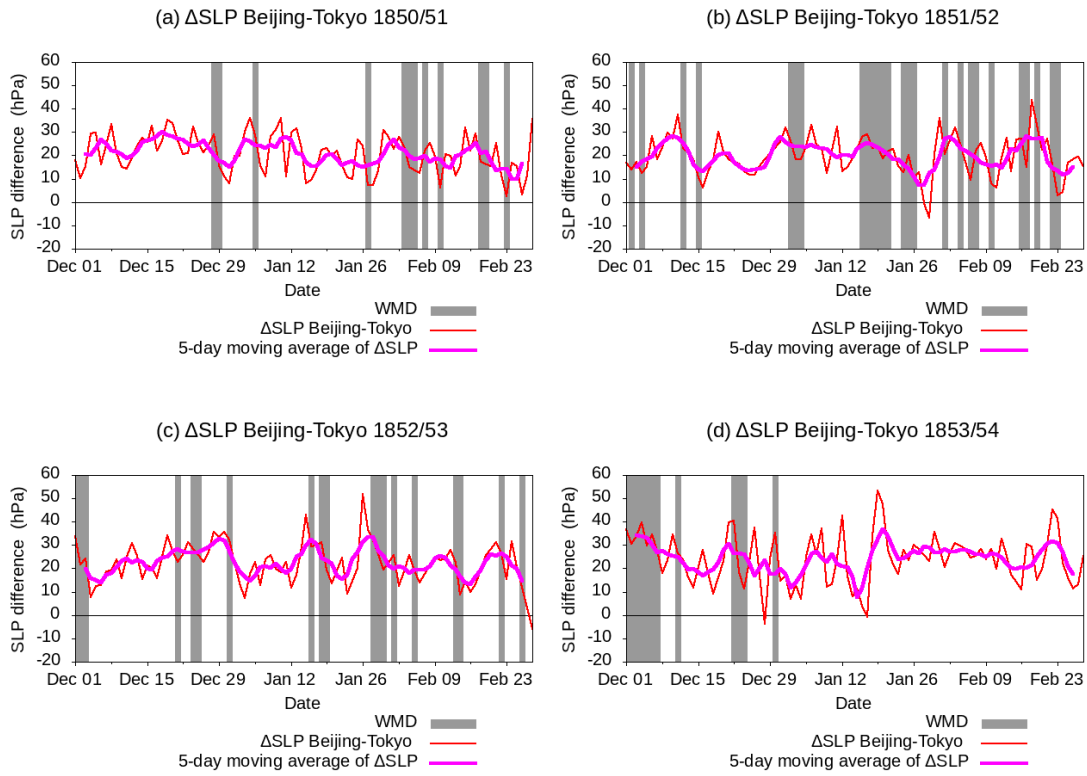 (a) ΔSLP Beijing-Tokyo 1850/51
SLP difference (hPa)
60
50
40
30
20
10
0
-10
-20
Dec 01 Dec 15 Dec 29 Jan 12 Jan 26 Feb 09 Feb 23
Date
WMD
ΔSLP Beijing-Tokyo
5-day moving average of ΔSLP
(b) ΔSLP Beijing-Tokyo 1851/52
SLP difference (hPa)
60
50
40
30
20
10
0
-10
-20
Dec 01 Dec 15 Dec 29 Jan 12 Jan 26 Feb 09 Feb 23
Date
WMD
ΔSLP Beijing-Tokyo
5-day moving average of ΔSLP
(c) ΔSLP Beijing-Tokyo 1852/53
SLP difference (hPa)
60
50
40
30
20
10
0
-10
-20
Dec 01 Dec 15 Dec 29 Jan 12 Jan 26 Feb 09 Feb 23
Date
WMD
ΔSLP Beijing-Tokyo
5-day moving average of ΔSLP
(d) ΔSLP Beijing-Tokyo 1853/54
SLP difference (hPa)
60
50
40
30
20
10
0
-10
-20
Dec 01 Dec 15 Dec 29 Jan 12 Jan 26 Feb 09 Feb 23
Date
WMD
ΔSLP Beijing-Tokyo
5-day moving average of ΔSLP